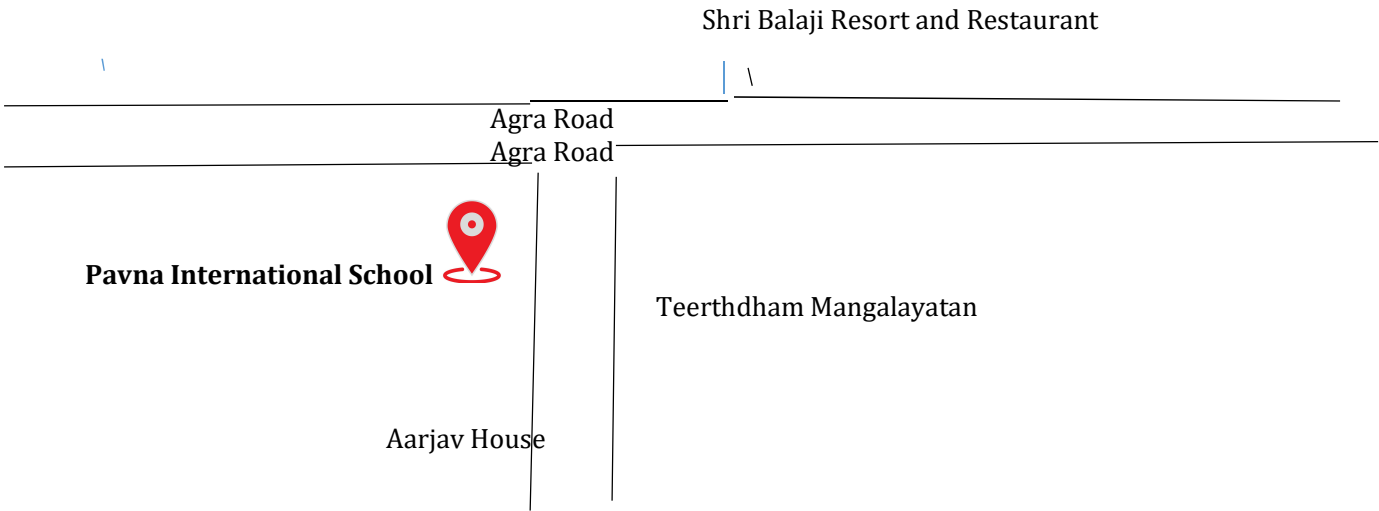 Shri Balaji Resort and Restaurant
Agra Road
Agra Road
Pavna International School
Teerthdham Mangalayatan
Aarjav House